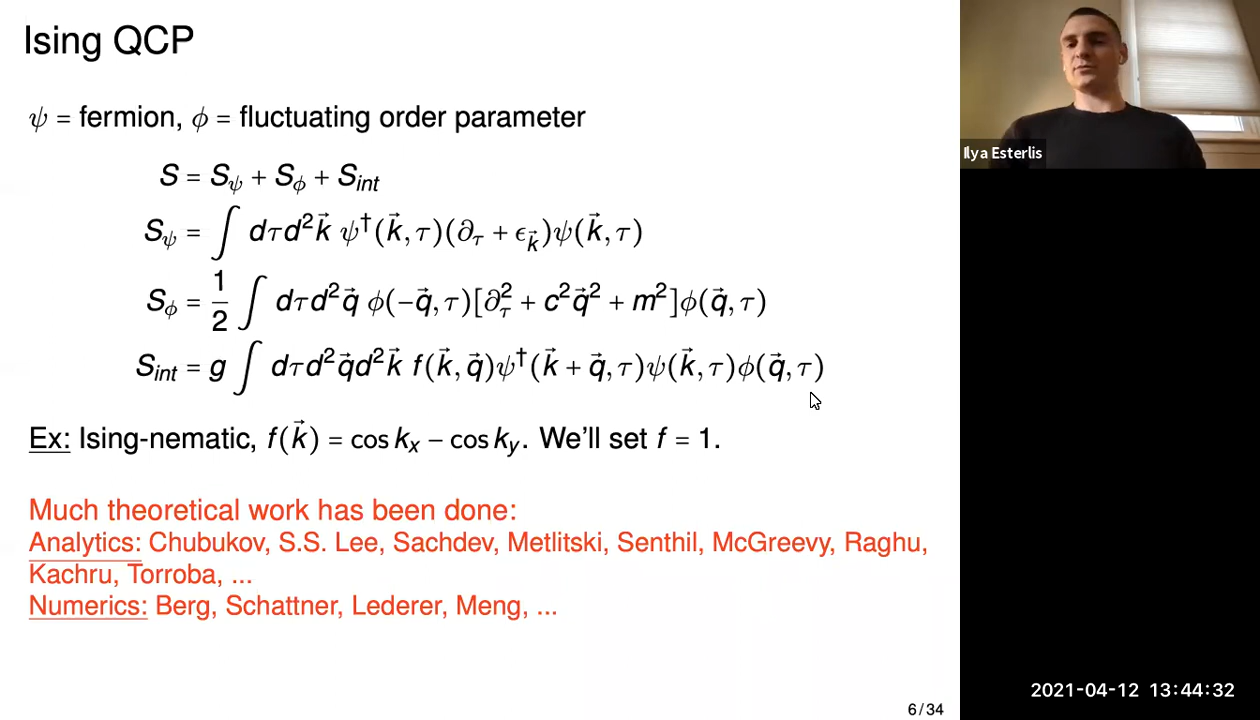 Ising QCP
ψ = fermion, ϕ = fluctuating order parameter
S = S_ψ + S_ϕ + S_int
S_ψ = ∫ dτd²k⃗ ψ†(k⃗, τ)(∂_τ + ϵ_k⃗)ψ(k⃗, τ)
S_ϕ = 1/2 ∫ dτd²q⃗ ϕ(−q⃗, τ)[∂_τ² + c²q⃗² + m²]ϕ(q⃗, τ)
S_int = g ∫ dτd²q⃗d²k⃗ f(k⃗, q⃗)ψ†(k⃗ + q⃗, τ)ψ(k⃗, τ)ϕ(q⃗, τ)
Ex: Ising-nematic, f(k⃗) = cos k_x − cos k_y. We'll set f = 1.
Much theoretical work has been done:
Analytics: Chubukov, S.S. Lee, Sachdev, Metlitski, Senthil, McGreevy, Raghu,
Kachru, Torroba, ...
Numerics: Berg, Schattner, Lederer, Meng, ...
6/34
Ilya Esterlis
2021-04-12 13:44:32